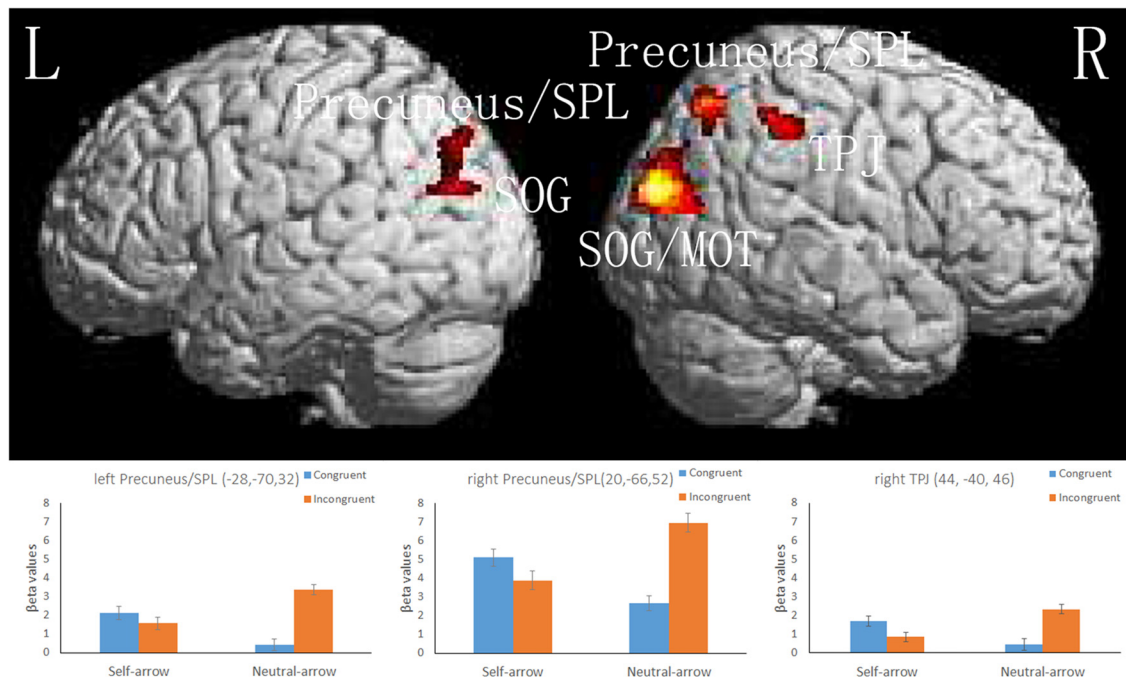 L
Precuneus/SPL
R
Precuneus/SPL
TPJ
SOG
SOG/MOT
left Precuneus/SPL (-28,-70,32)
Congruent
Incongruent
βeta values
8
7
6
5
4
3
2
1
0
Self-arrow
Neutral-arrow
right Precuneus/SPL(20,-66,52)
Congruent
Incongruent
βeta values
8
7
6
5
4
3
2
1
0
Self-arrow
Neutral-arrow
right TPJ (44, -40, 46)
Congruent
Incongruent
βeta values
8
7
6
5
4
3
2
1
0
Self-arrow
Neutral-arrow